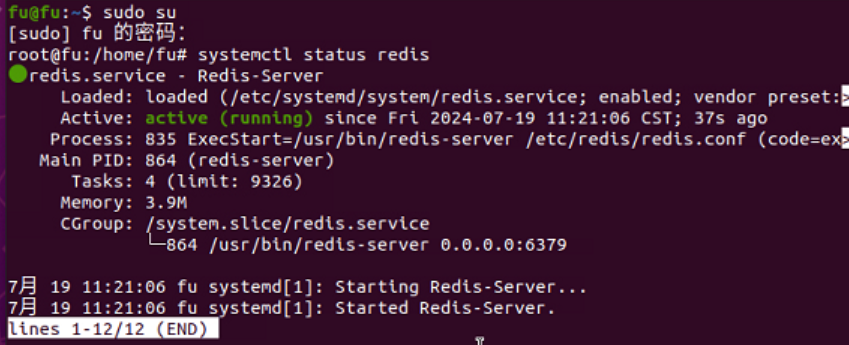 fu@fu:~$ sudo su
[sudo] fu 的密码：
root@fu:/home/fu# systemctl status redis
●redis.service - Redis-Server
Loaded: loaded (/etc/systemd/system/redis.service; enabled; vendor preset:>
Active: active (running) since Fri 2024-07-19 11:21:06 CST; 37s ago
Process: 835 ExecStart=/usr/bin/redis-server /etc/redis/redis.conf (code=ex>
Main PID: 864 (redis-server)
Tasks: 4 (limit: 9326)
Memory: 3.9M
CGroup: /system.slice/redis.service
└─864 /usr/bin/redis-server 0.0.0.0:6379
7月 19 11:21:06 fu systemd[1]: Starting Redis-Server...
7月 19 11:21:06 fu systemd[1]: Started Redis-Server.
lines 1-12/12 (END)